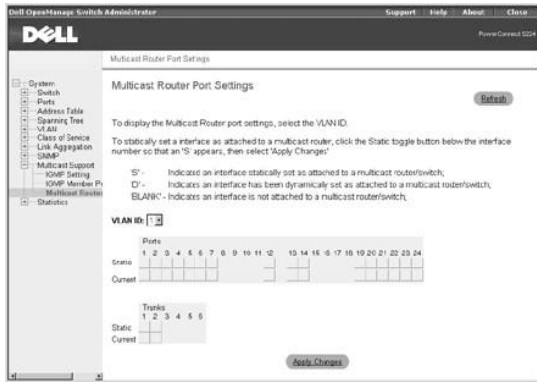 Dell OpenManage Switch Administrator
Support Help About Close
DELL
PowerConnect 5224
Multicast Router Port Settings
System
Switch
Ports
Address Table
Spanning Tree
VLAN
Class of Service
Link Aggregation
SNMP
Multicast Support
IGMP Setting
IGMP Member P
Multicast Router
Statistics
Multicast Router Port Settings
Refresh
To display the Multicast Router port settings, select the VLAN ID.
To statically set a interface as attached to a multicast router, click the Static toggle button below the interface
number so that an 'S' appears, then select 'Apply Changes'
'S' - Indicated an interface statically set as attached to a multicast router/switch;
'D' - Indicates an interface has been dynamically set as attached to a multicast router/switch;
'BLANK' - Indicates an interface is not attached to a multicast router/switch;
VLAN ID: 1
Ports
1 2 3 4 5 6 7 8 9 10 11 12 13 14 15 16 17 18 19 20 21 22 23 24
Static
Current
Trunks
1 2 3 4 5 6
Static
Current
Apply Changes